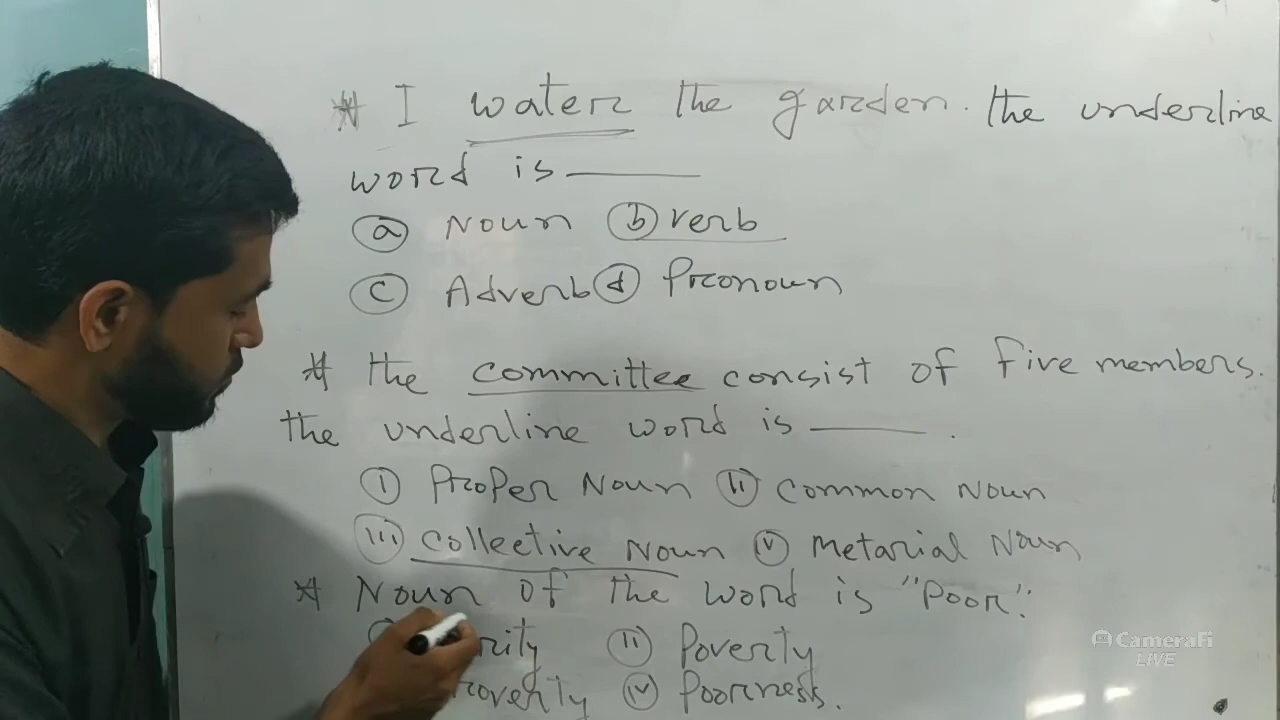 * I water the garden. the underline
word is ______
ⓐ Noun ⓑ verb
ⓒ Adverb ⓓ Pronoun
* the committee consist of five members.
the underline word is ______.
ⓘ Proper Noun ⓘⓘ Common Noun
ⓘⓘⓘ Collective Noun ⓘⓥ Metarial Noun
* Noun of the word is "Poor".
ⓘⓘ Poverty
ⓘⓥ Poorness.
CameraFi
LIVE